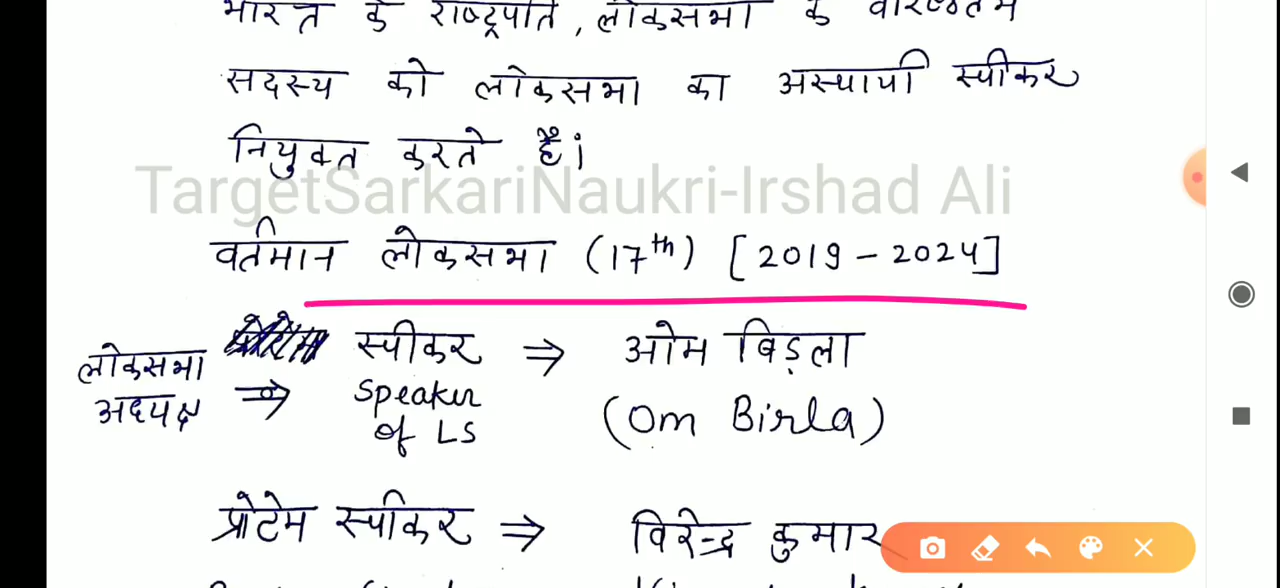 भारत के राष्ट्रपति, लोकसभा के वरिष्ठतम
सदस्य को लोकसभा का अस्थायी स्पीकर
नियुक्त करते हैं।
TargetSarkariNaukri-Irshad Ali
वर्तमान लोकसभा (17th) [2019-2024]
लोकसभा अध्यक्ष ⇒ स्पीकर ⇒ ओम बिड़ला
Speaker of LS (Om Birla)
प्रोटेम स्पीकर ⇒ विरेन्द्र कुमार